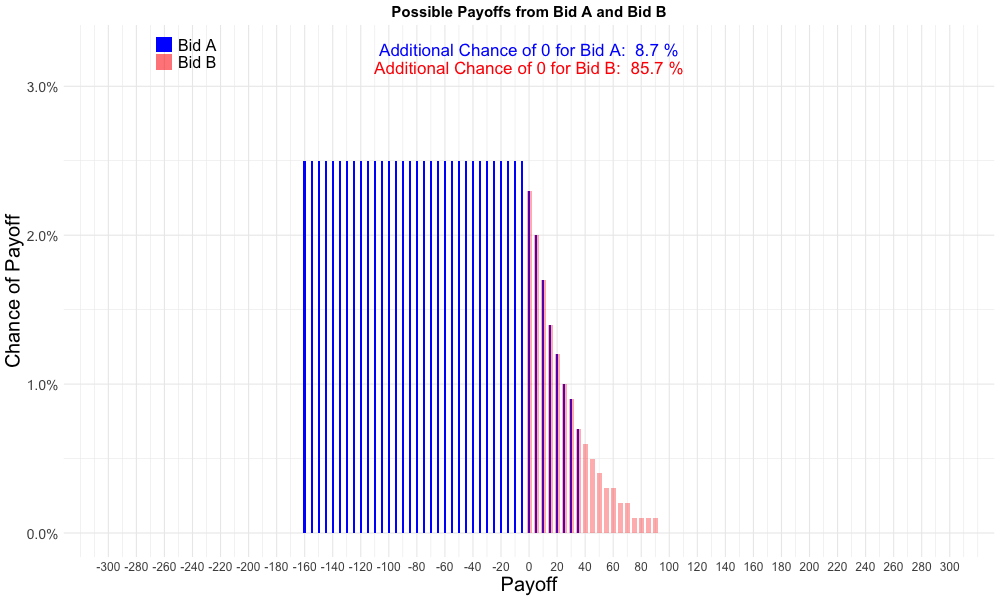 Possible Payoffs from Bid A and Bid B
Bid A
Bid B
Additional Chance of 0 for Bid A:  8.7 %
Additional Chance of 0 for Bid B:  85.7 %
3.0%
2.0%
1.0%
0.0%
Chance of Payoff
-300 -280 -260 -240 -220 -200 -180 -160 -140 -120 -100 -80 -60 -40 -20 0 20 40 60 80 100 120 140 160 180 200 220 240 260 280 300
Payoff